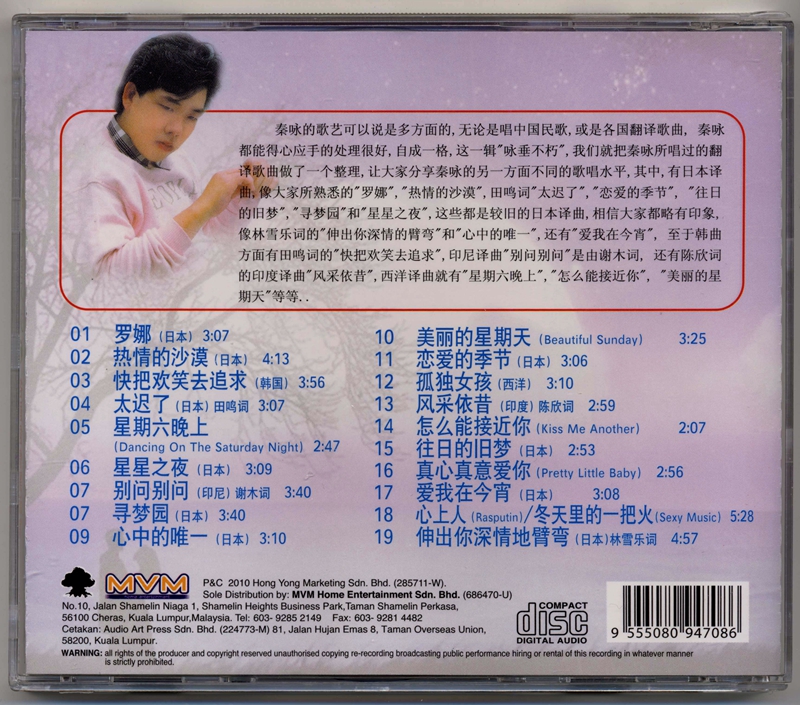 秦咏的歌艺可以说是多方面的, 无论是唱中国民歌, 或是各国翻译歌曲, 秦咏
都能得心应手的处理很好, 自成一格, 这一辑"咏垂不朽", 我们就把秦咏所唱过的翻
译歌曲做了一个整理, 让大家分享秦咏的另一方面不同的歌唱水平, 其中, 有日本译
曲, 像大家所熟悉的"罗娜", "热情的沙漠, 田鸣词"太迟了", "恋爱的季节", "往日
的旧梦", "寻梦园"和"星星之夜", 这些都是较旧的日本译曲, 相信大家都略有印象,
像林雪乐词的"伸出你深情的臂弯"和"心中的唯一", 还有"爱我在今宵", 至于韩曲
方面有田鸣词的"快把欢笑去追求", 印尼译曲"别问别问"是由谢木词, 还有陈欣词
的印度译曲"风采依昔", 西洋译曲就有"星期六晚上", "怎么能接近你", "美丽的星
期天"等等..
01 罗娜 (日本) 3:07
02 热情的沙漠 (日本) 4:13
03 快把欢笑去追求 (韩国) 3:56
04 太迟了 (日本) 田鸣词 3:07
05 星期六晚上
(Dancing On The Saturday Night) 2:47
06 星星之夜 (日本) 3:09
07 别问别问 (印尼) 谢木词 3:40
07 寻梦园 (日本) 3:40
09 心中的唯一 (日本) 3:10
10 美丽的星期天 (Beautiful Sunday) 3:25
11 恋爱的季节 (日本) 3:06
12 孤独女孩 (西洋) 3:10
13 风采依昔 (印度) 陈欣词 2:59
14 怎么能接近你 (Kiss Me Another) 2:07
15 往日的旧梦 (日本) 2:53
16 真心真意爱你 (Pretty Little Baby) 2:56
17 爱我在今宵 (日本) 3:08
18 心上人 (Rasputin)/冬天里的一把火(Sexy Music) 5:28
19 伸出你深情地臂弯 (日本)林雪乐词 4:57
MVM
P&C 2010 Hong Yong Marketing Sdn. Bhd. (285711-W).
Sole Distribution by: MVM Home Entertainment Sdn. Bhd. (686470-U)
No.10, Jalan Shamelin Niaga 1, Shamelin Heights Business Park,Taman Shamelin Perkasa,
56100 Cheras, Kuala Lumpur,Malaysia. Tel: 603- 9285 2149 Fax: 603- 9281 4482
Cetakan: Audio Art Press Sdn. Bhd. (224773-M) 81, Jalan Hujan Emas 8, Taman Overseas Union,
58200, Kuala Lumpur.
WARNING: all rights of the producer and copyright reserved unauthorised copying re-recording broadcasting public performance hiring or rental of this recording in whatever manner
is strictly prohibited.
COMPACT
disc
DIGITAL AUDIO
9 555080 947086